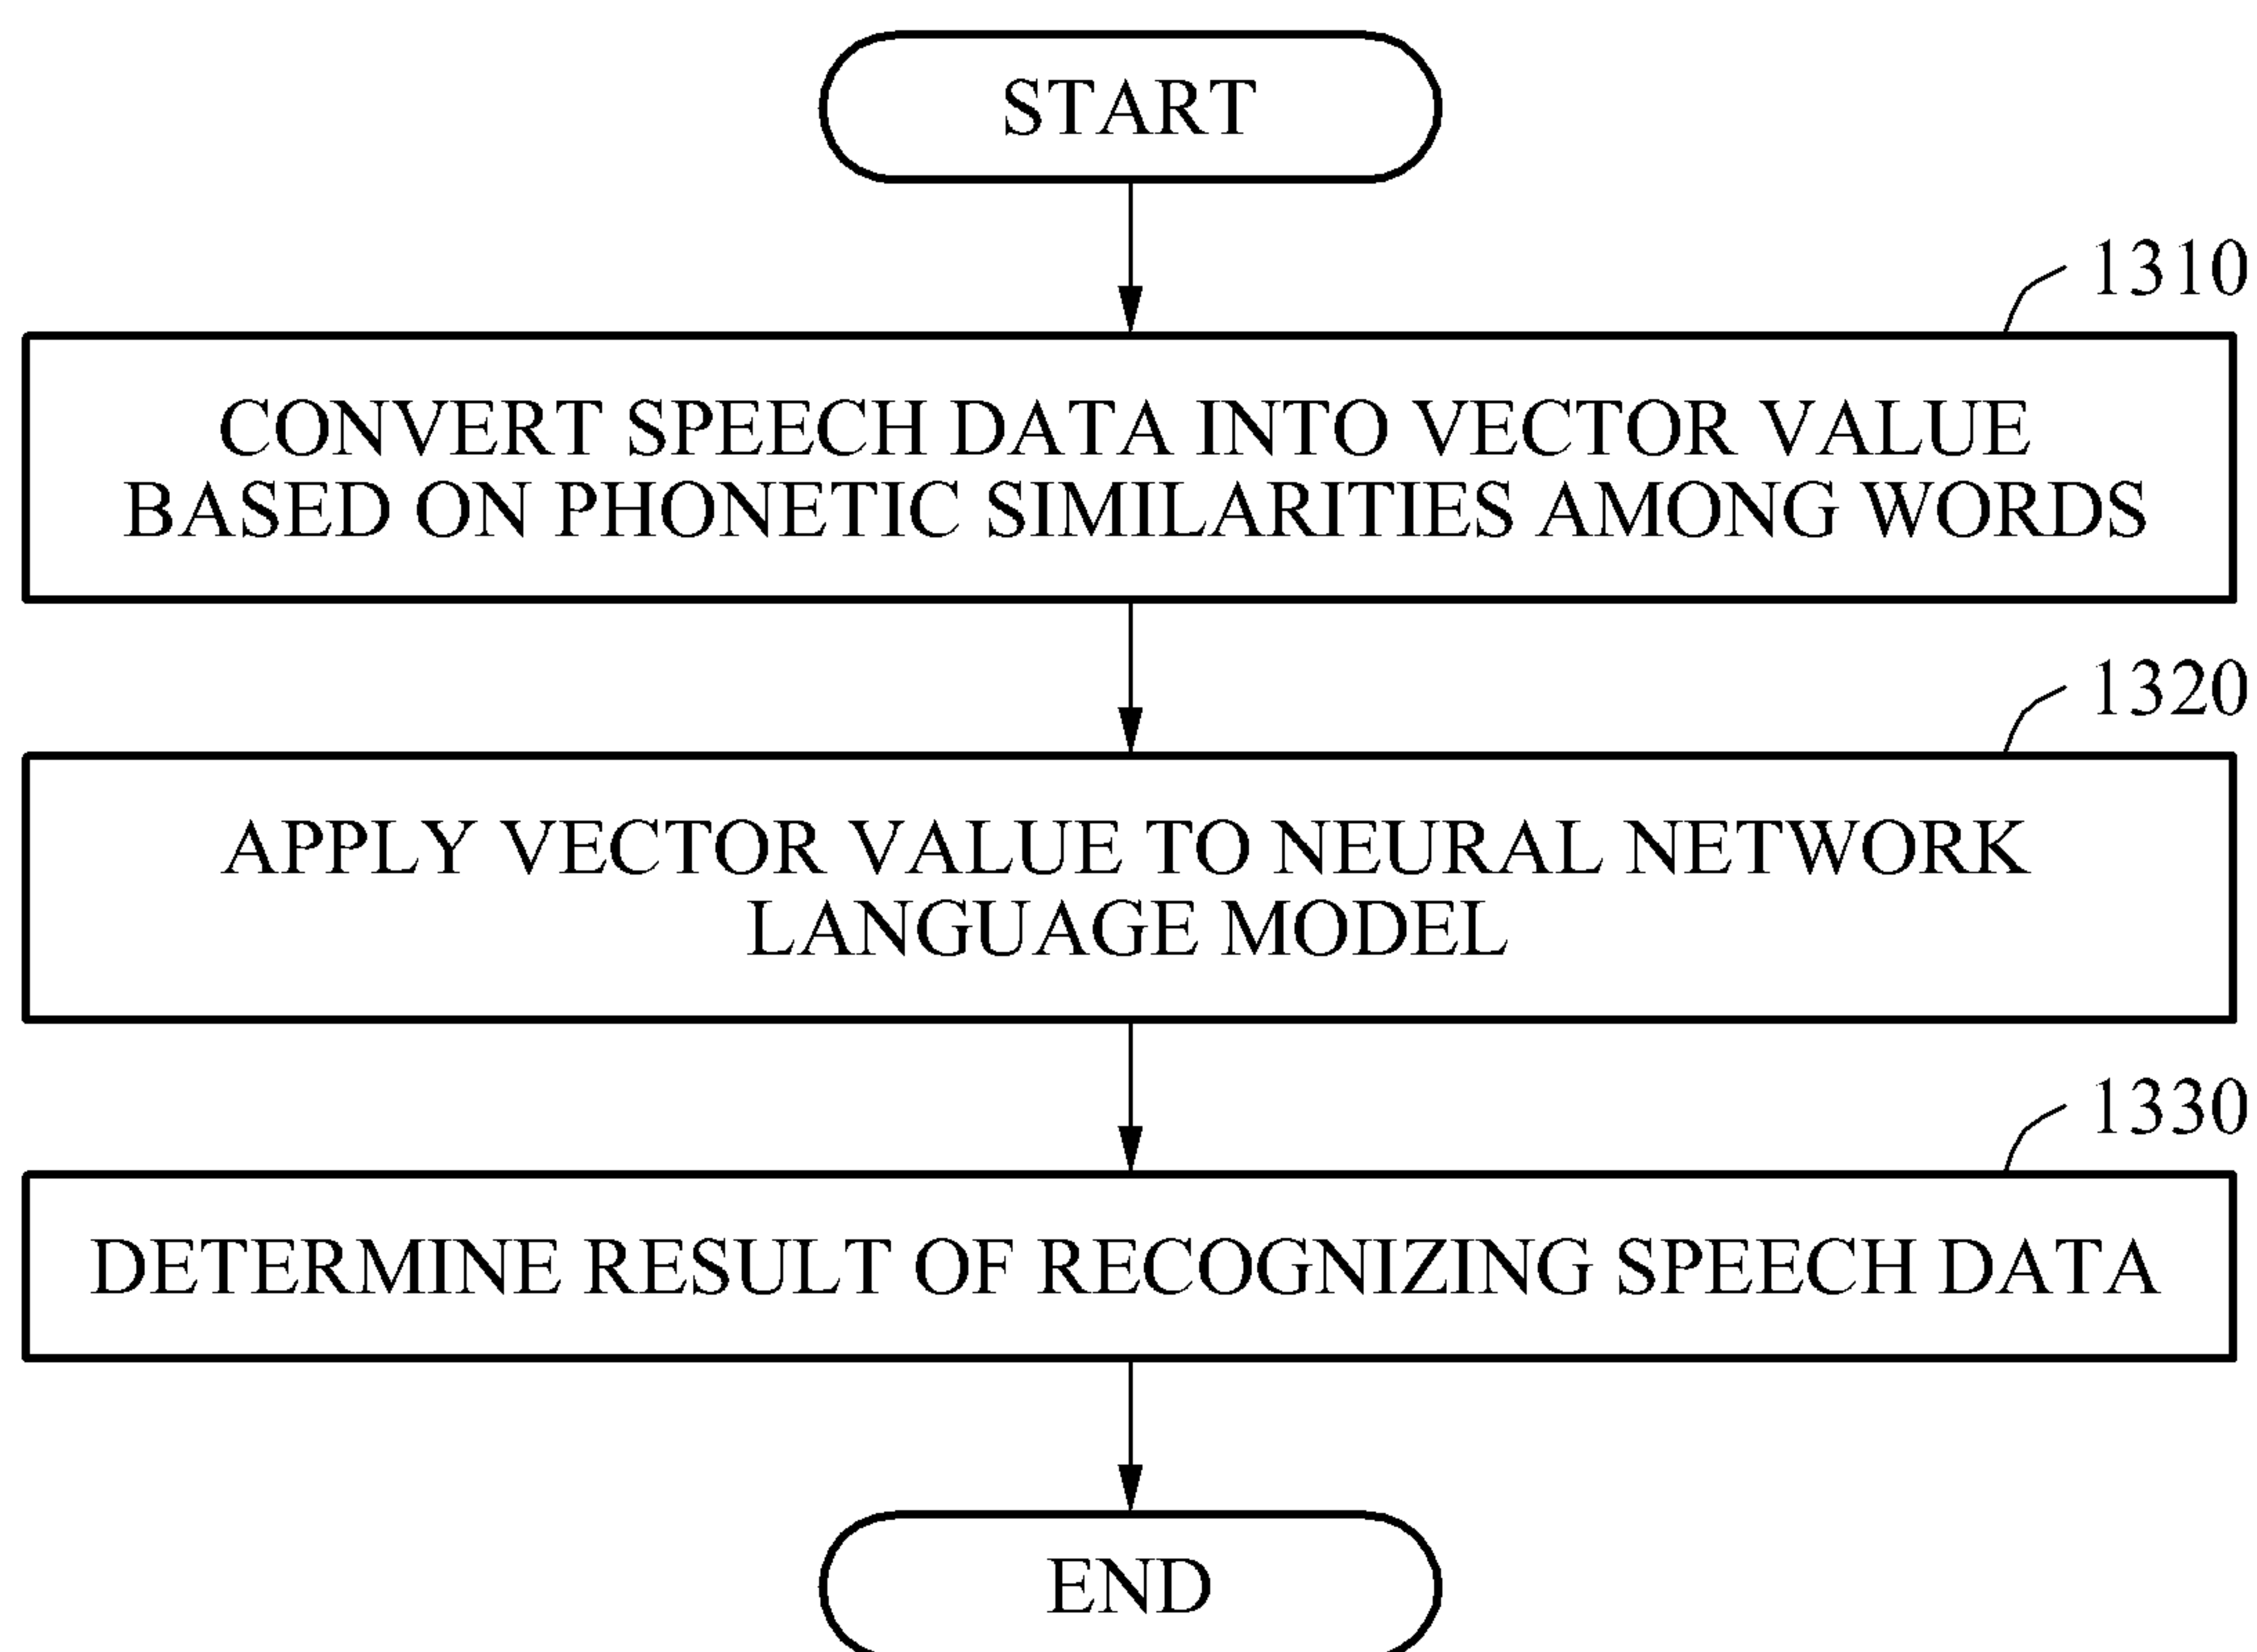 START
1310
CONVERT SPEECH DATA INTO VECTOR VALUE
BASED ON PHONETIC SIMILARITIES AMONG WORDS
1320
APPLY VECTOR VALUE TO NEURAL NETWORK
LANGUAGE MODEL
1330
DETERMINE RESULT OF RECOGNIZING SPEECH DATA
END